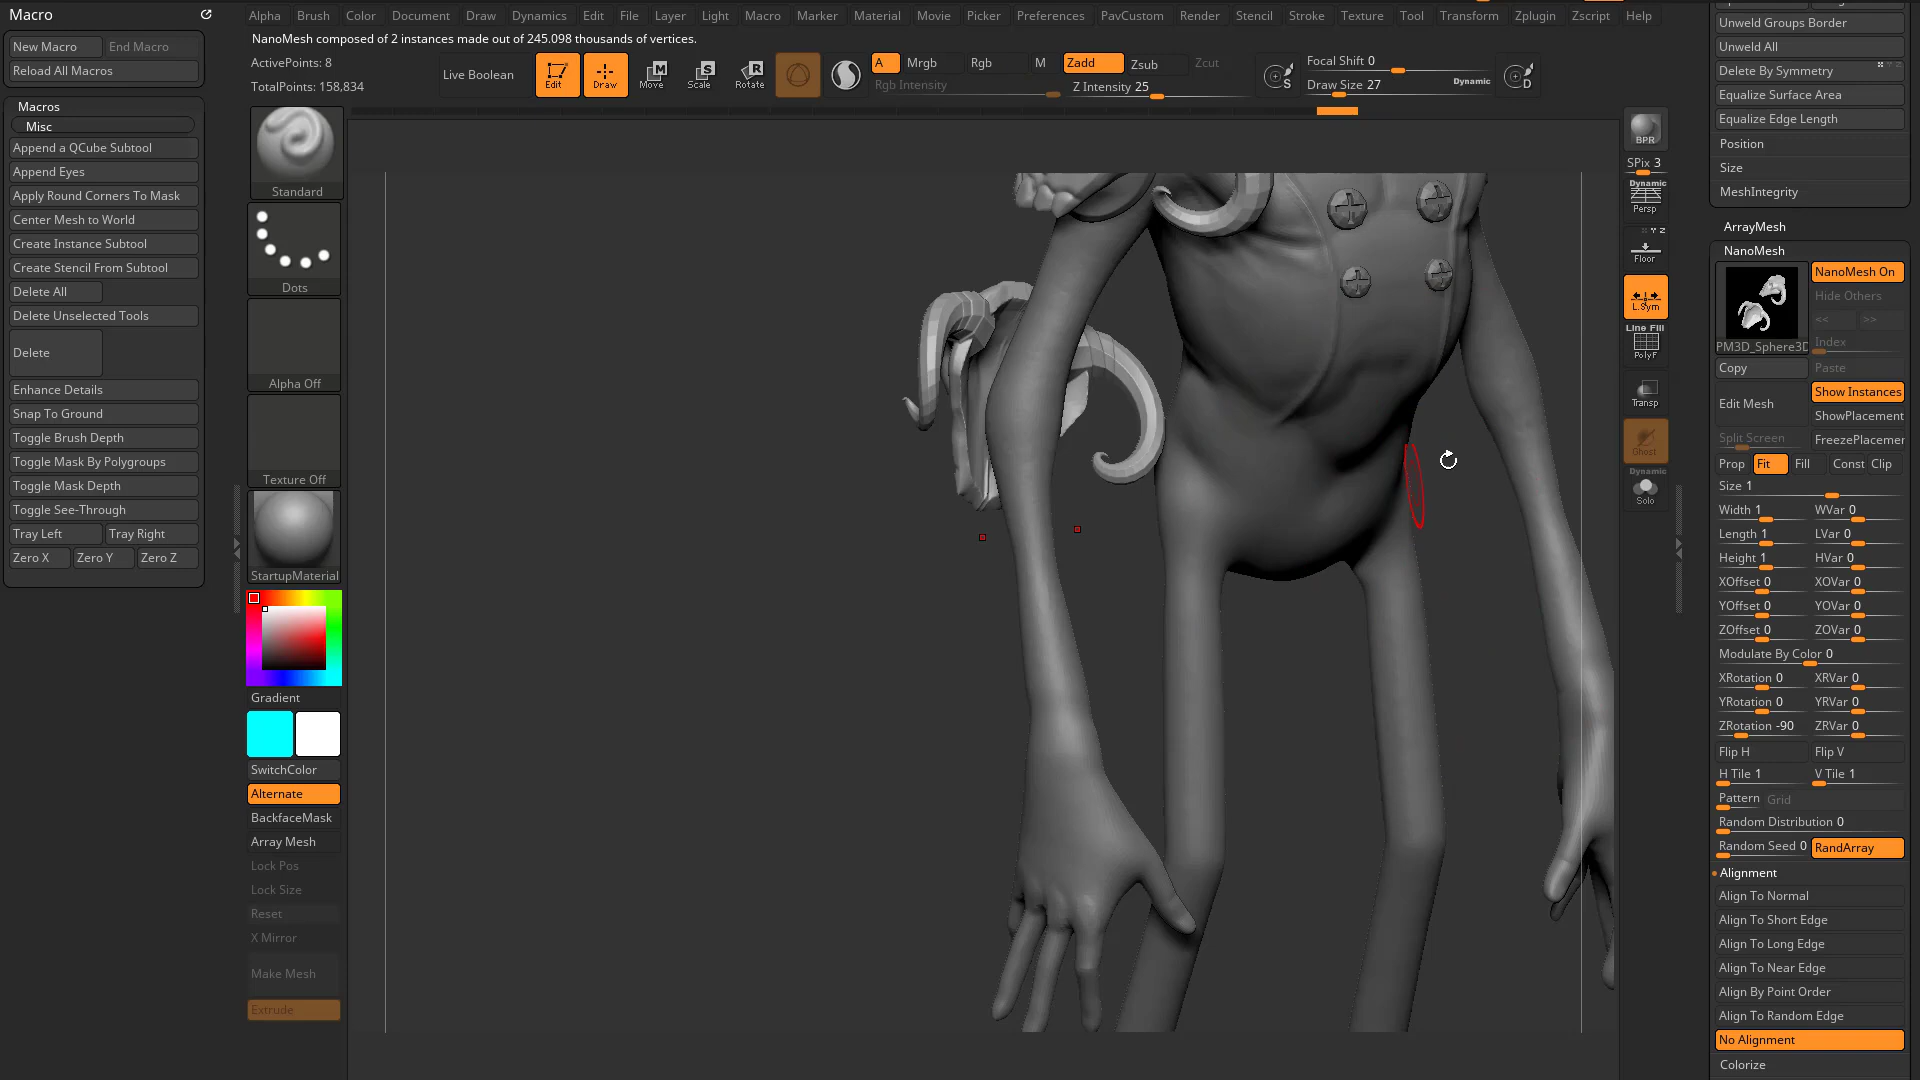 Macro
New Macro End Macro
Reload All Macros
Macros
Misc
Append a QCube Subtool
Append Eyes
Apply Round Corners To Mask
Center Mesh to World
Create Instance Subtool
Create Stencil From Subtool
Delete All
Delete Unselected Tools
Delete
Enhance Details
Snap To Ground
Toggle Brush Depth
Toggle Mask By Polygroups
Toggle Mask Depth
Toggle See-Through
Tray Left Tray Right
Zero X Zero Y Zero Z
Alpha Brush Color Document Draw Dynamics Edit File Layer Light Macro Marker Material Movie Picker Preferences PavCustom Render Stencil Stroke Texture Tool Transform Zplugin Zscript Help
NanoMesh composed of 2 instances made out of 245.098 thousands of vertices.
ActivePoints: 8
TotalPoints: 158,834
Live Boolean
Edit Draw Move Scale Rotate
A Mrgb Rgb M Zadd Zsub Zcut
Rgb Intensity Z Intensity 25
Focal Shift 0
Draw Size 27 Dynamic
S
D
Standard
Dots
Alpha Off
Texture Off
StartupMaterial
Gradient
SwitchColor
Alternate
BackfaceMask
Array Mesh
Lock Pos
Lock Size
Reset
X Mirror
Make Mesh
Extrude
BPR
SPix 3
Dynamic
Persp
Floor
L.Sym
Line Fill
PolyF
Transp
Ghost
Dynamic
Solo
Unweld Groups Border
Unweld All
Delete By Symmetry
Equalize Surface Area
Equalize Edge Length
Position
Size
MeshIntegrity
ArrayMesh
NanoMesh
NanoMesh On
Hide Others
<< >>
PM3D_Sphere3D Index
Copy Paste
Show Instances
Edit Mesh ShowPlacement
Split Screen FreezePlacemer
Prop Fit Fill Const Clip
Size 1
Width 1 WVar 0
Length 1 LVar 0
Height 1 HVar 0
XOffset 0 XOVar 0
YOffset 0 YOVar 0
ZOffset 0 ZOVar 0
Modulate By Color 0
XRotation 0 XRVar 0
YRotation 0 YRVar 0
ZRotation -90 ZRVar 0
Flip H Flip V
H Tile 1 V Tile 1
Pattern Grid
Random Distribution 0
Random Seed 0 RandArray
Alignment
Align To Normal
Align To Short Edge
Align To Long Edge
Align To Near Edge
Align By Point Order
Align To Random Edge
No Alignment
Colorize